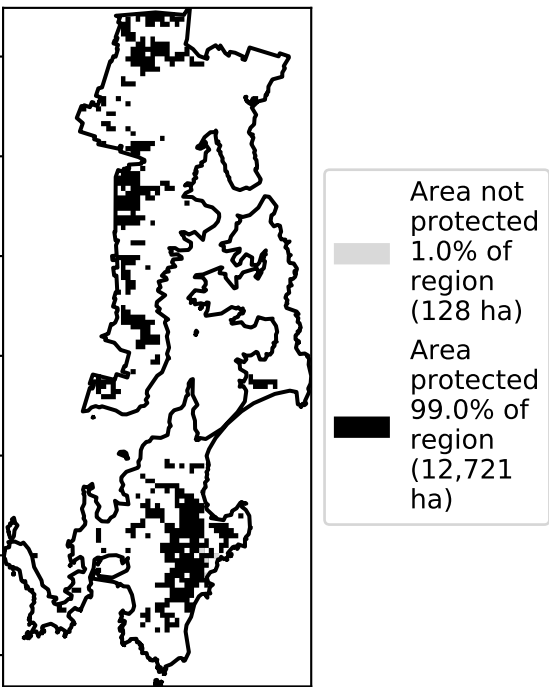 Area not
protected
1.0% of
region
(128 ha)
Area
protected
99.0% of
region
(12,721
ha)